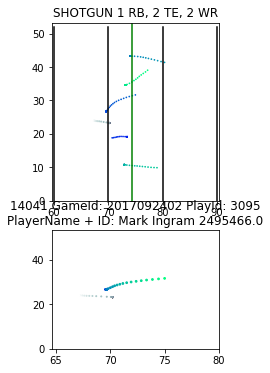 SHOTGUN 1 RB, 2 TE, 2 WR
50
40
30
20
10
0
60 70 80 90
14041 GameId: 2017092402 PlayId: 3095
PlayerName + ID: Mark Ingram 2495466.0
40
20
0
65 70 75 80